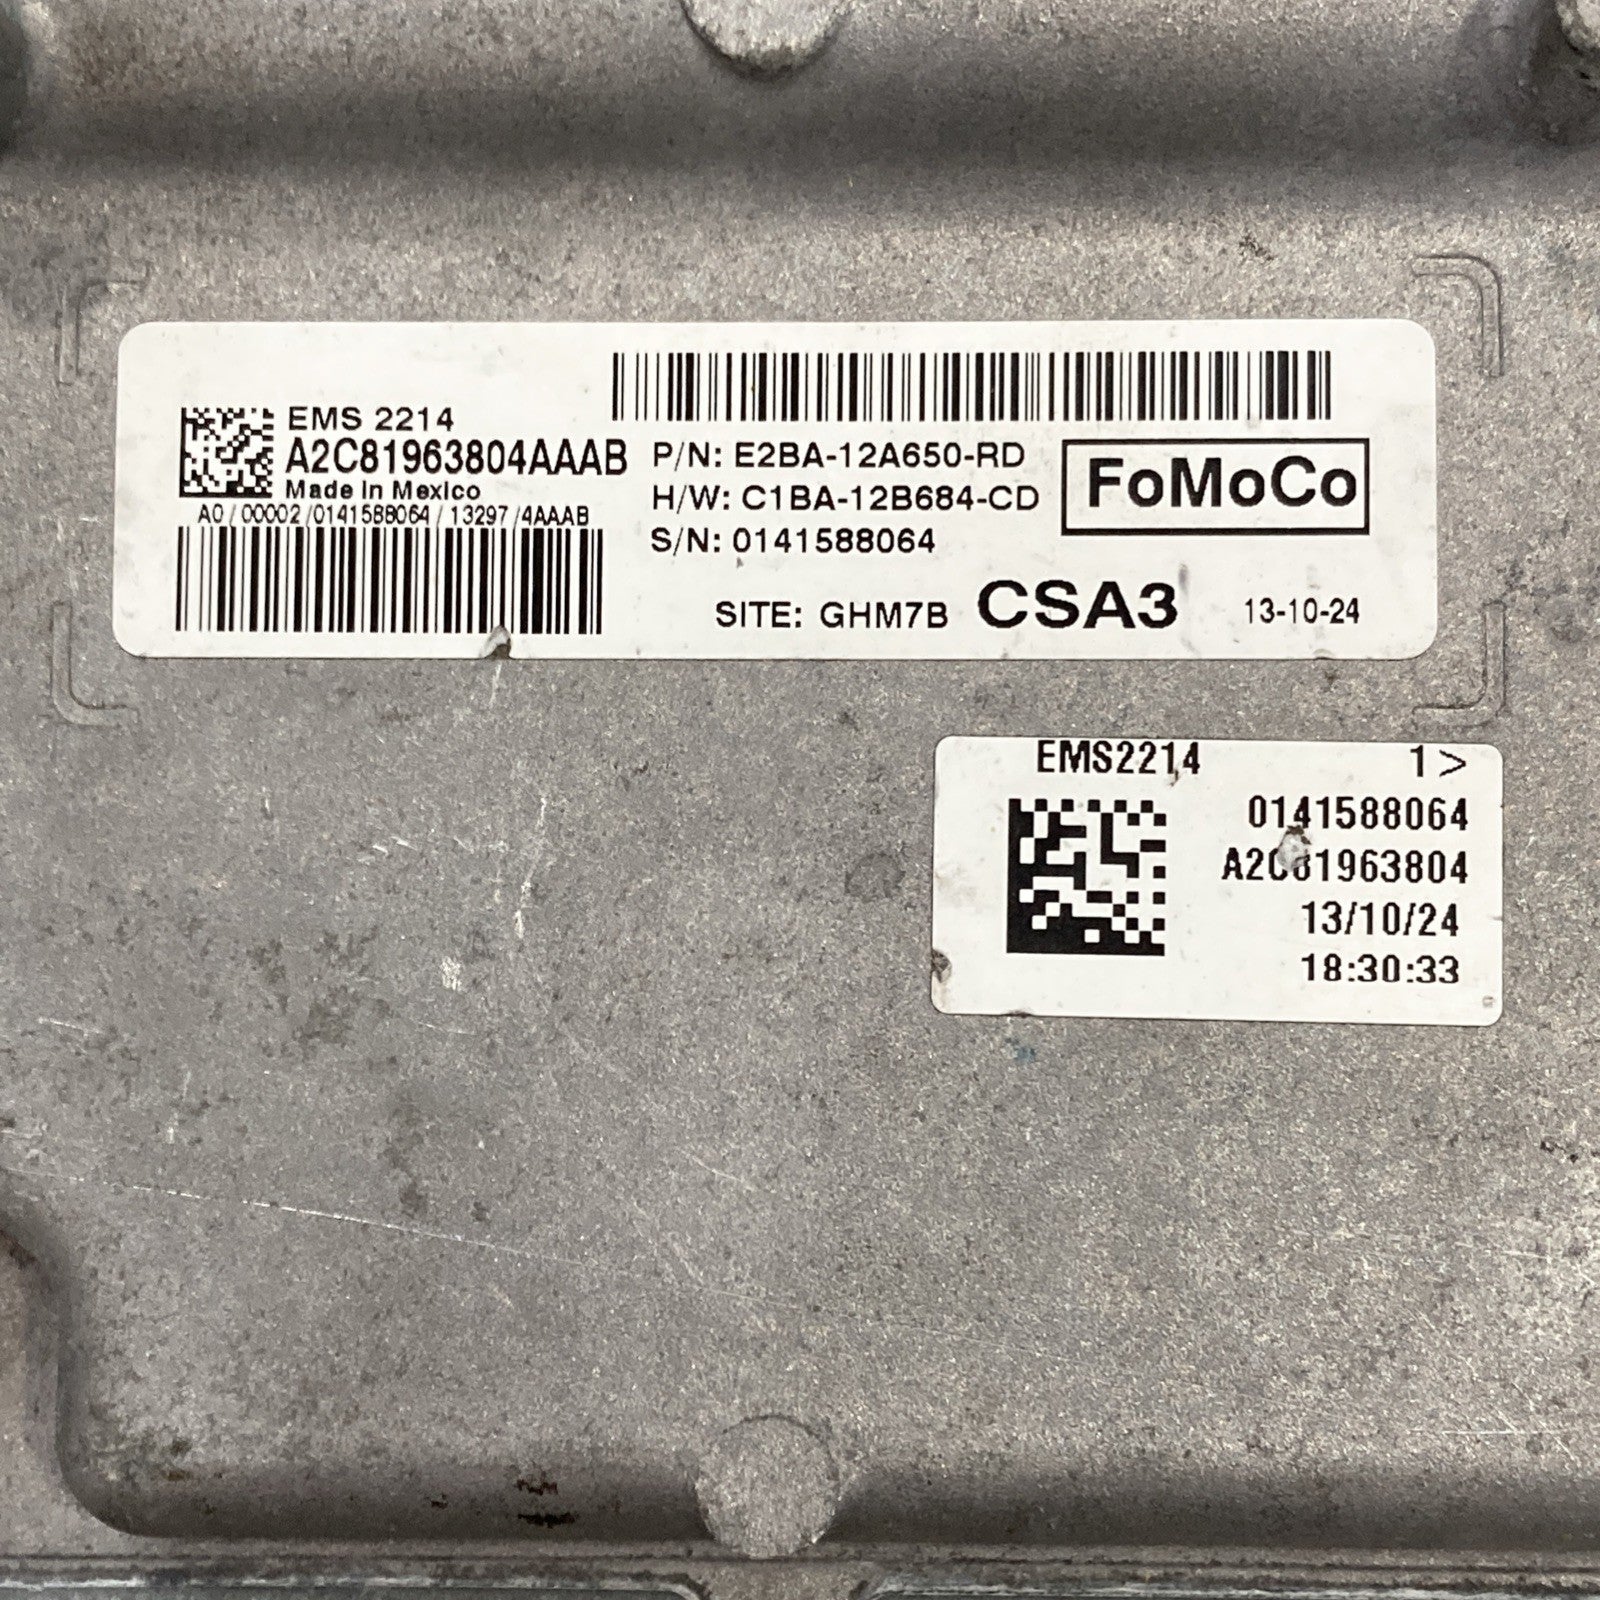 EMS 2214
A2C81963804AAAB
Made In Mexico
A0/00002/0141588064/13297/4AAAB
P/N: E2BA-12A650-RD
H/W: C1BA-12B684-CD
S/N: 0141588064
FoMoCo
SITE: GHM7B CSA3 13-10-24
EMS2214 1>
0141588064
A2C81963804
13/10/24
18:30:33